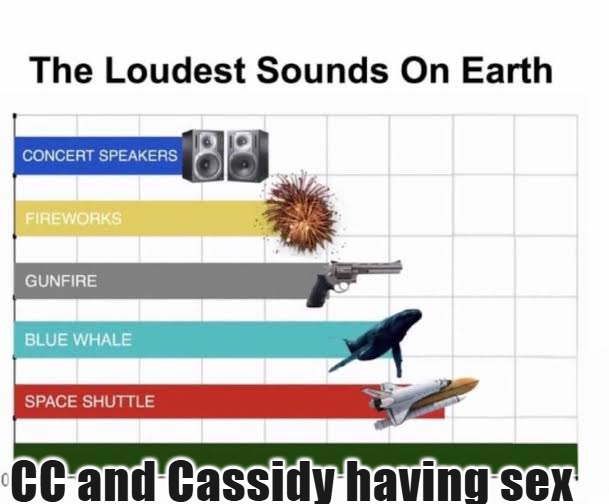 The Loudest Sounds On Earth
CONCERT SPEAKERS
FIREWORKS
GUNFIRE
BLUE WHALE
SPACE SHUTTLE
0
CC and Cassidy having sex